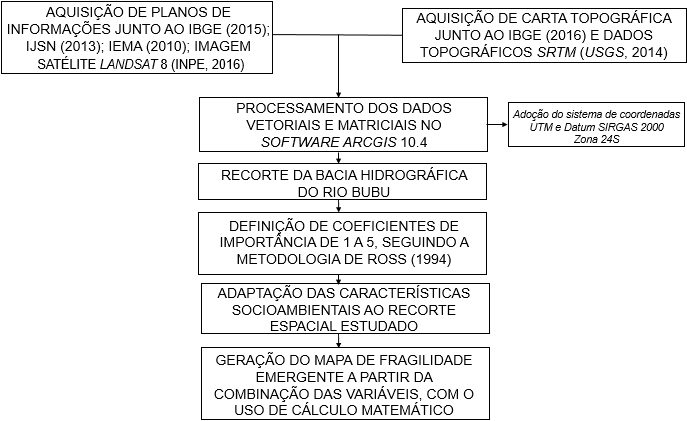 AQUISIÇÃO DE PLANOS DE
INFORMAÇÕES JUNTO AO IBGE (2015);
IJSN (2013); IEMA (2010); IMAGEM
SATÉLITE LANDSAT 8 (INPE, 2016)
AQUISIÇÃO DE CARTA TOPOGRÁFICA
JUNTO AO IBGE (2016) E DADOS
TOPOGRÁFICOS SRTM (USGS, 2014)
PROCESSAMENTO DOS DADOS
VETORIAIS E MATRICIAIS NO
SOFTWARE ARCGIS 10.4
Adoção do sistema de coordenadas
UTM e Datum SIRGAS 2000
Zona 24S
RECORTE DA BACIA HIDROGRÁFICA
DO RIO BUBU
DEFINIÇÃO DE COEFICIENTES DE
IMPORTÂNCIA DE 1 A 5, SEGUINDO A
METODOLOGIA DE ROSS (1994)
ADAPTAÇÃO DAS CARACTERÍSTICAS
SOCIOAMBIENTAIS AO RECORTE
ESPACIAL ESTUDADO
GERAÇÃO DO MAPA DE FRAGILIDADE
EMERGENTE A PARTIR DA
COMBINAÇÃO DAS VARIÁVEIS, COM O
USO DE CÁLCULO MATEMÁTICO